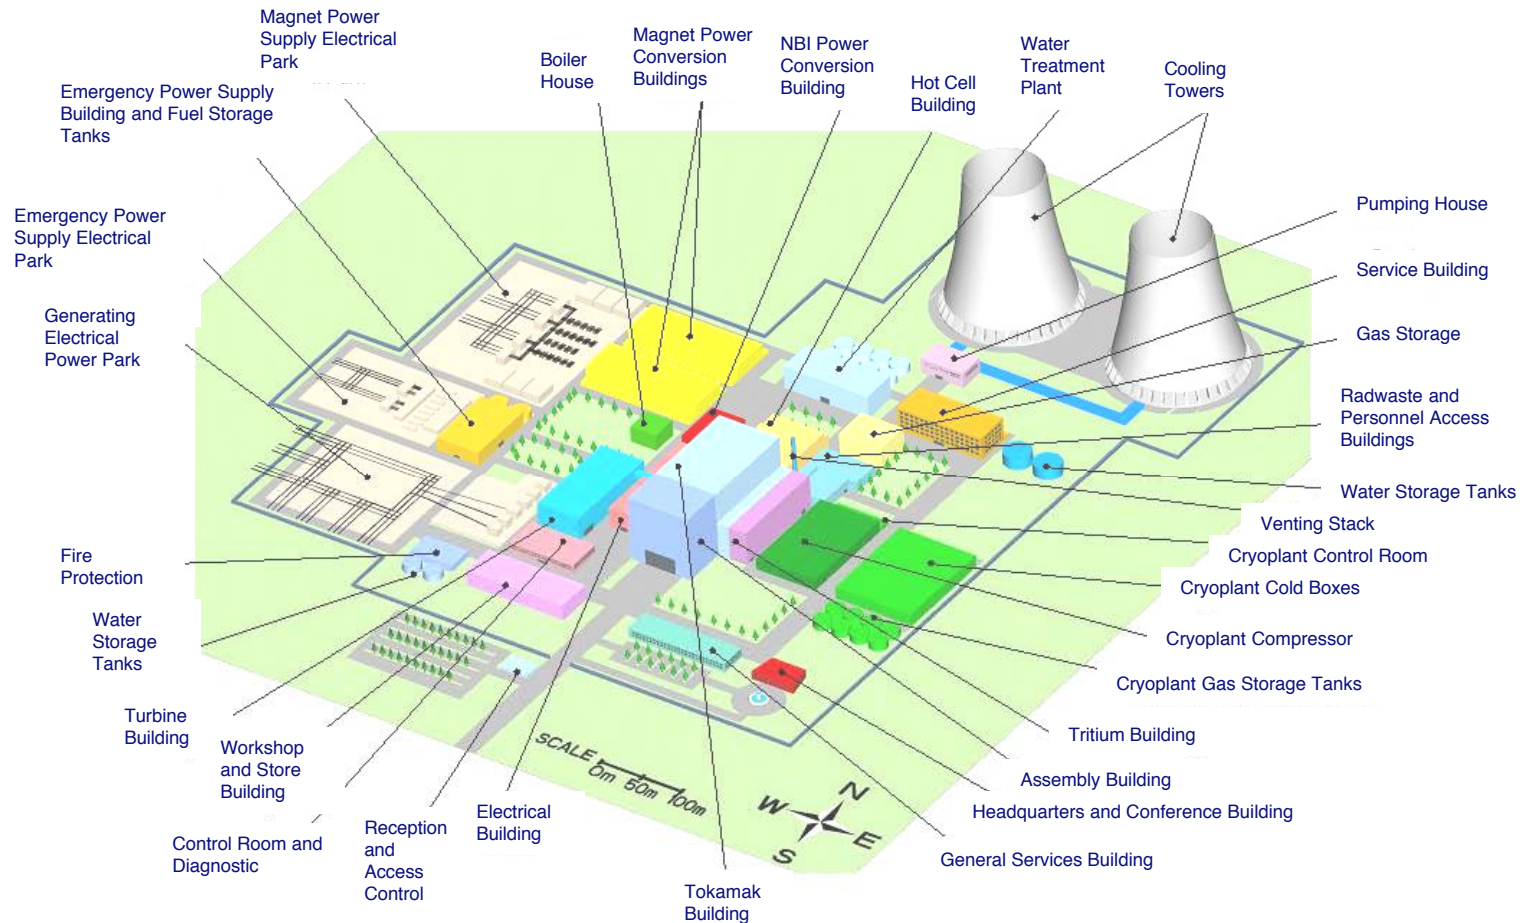 Magnet Power
Supply Electrical
Park
Boiler
House
Magnet Power
Conversion
Buildings
NBI Power
Conversion
Building
Hot Cell
Building
Water
Treatment
Plant
Cooling
Towers
Emergency Power Supply
Building and Fuel Storage
Tanks
Emergency Power
Supply Electrical
Park
Generating
Electrical
Power Park
Fire
Protection
Water
Storage
Tanks
Turbine
Building
Workshop
and Store
Building
Control Room and
Diagnostic
Reception
and
Access
Control
Electrical
Building
Tokamak
Building
Pumping House
Service Building
Gas Storage
Radwaste and
Personnel Access
Buildings
Water Storage Tanks
Venting Stack
Cryoplant Control Room
Cryoplant Cold Boxes
Cryoplant Compressor
Cryoplant Gas Storage Tanks
Tritium Building
Assembly Building
Headquarters and Conference Building
General Services Building
SCALE
0m 50m 100m
N
W
E
S